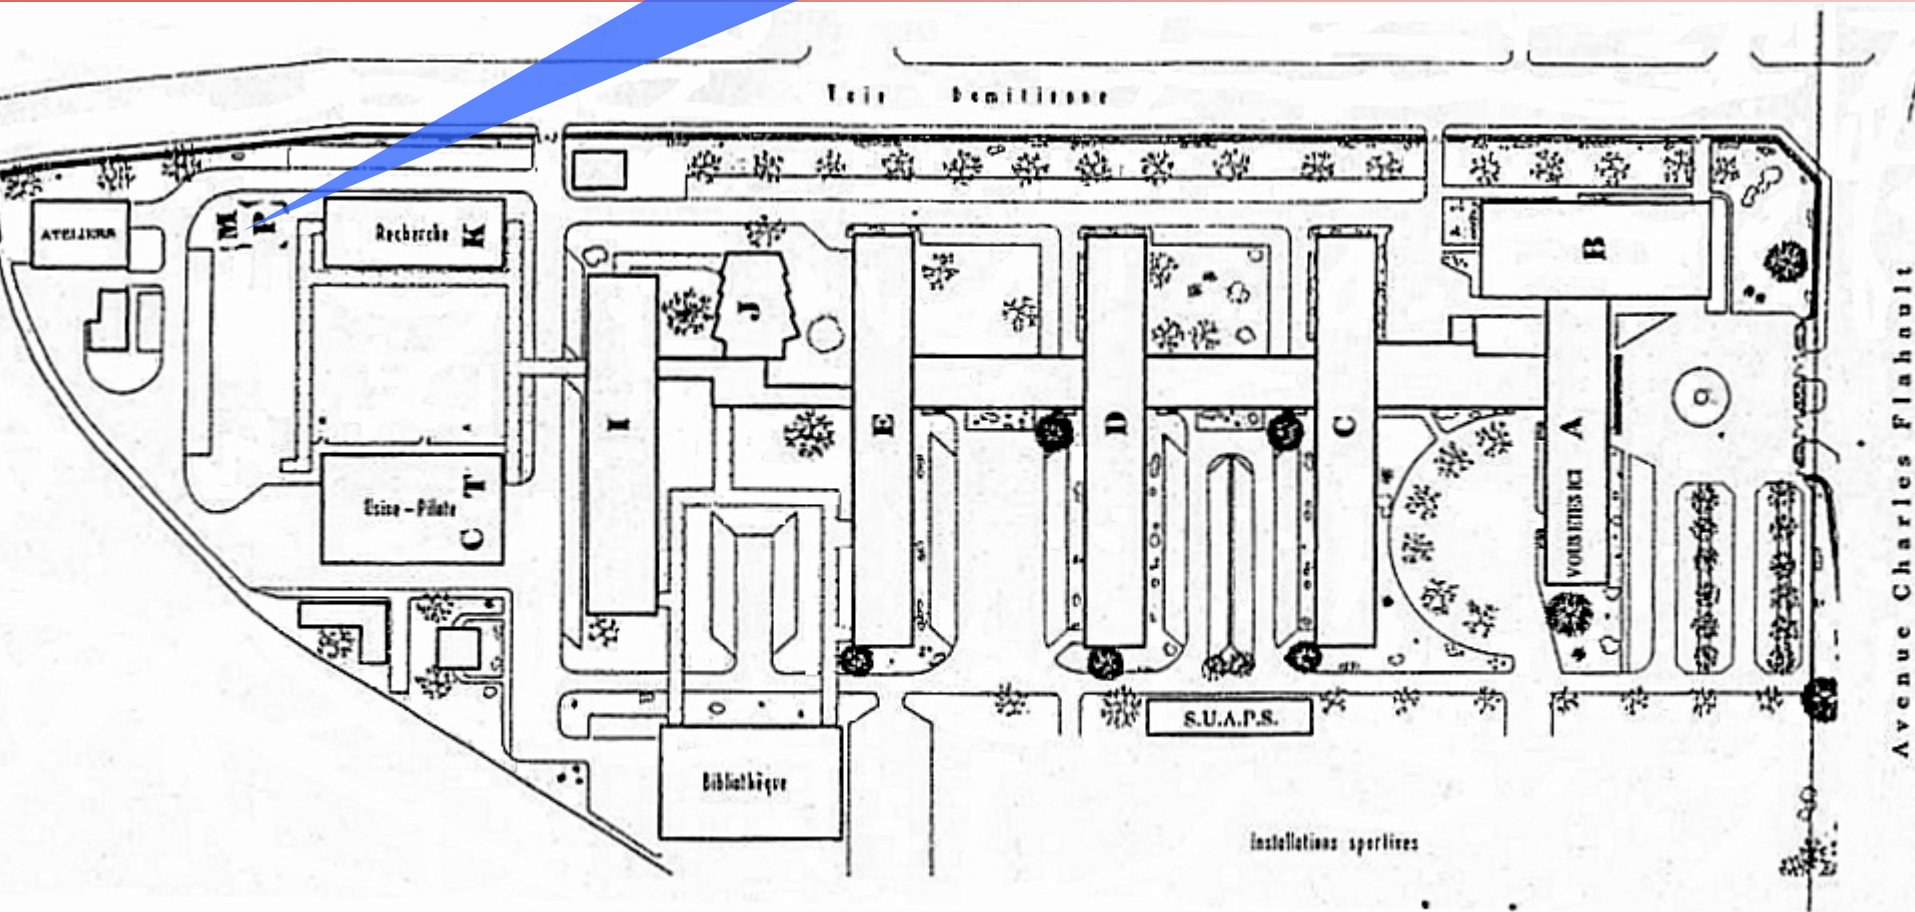 Voie Domitienne
ATELIERS
M
P
Recherche
K
B
J
I
E
D
C
A
VOUS ETES ICI
Usine - Pilote
C T
S.U.A.P.S.
Bibliothèque
Installations sportives
Avenue Charles Flahault